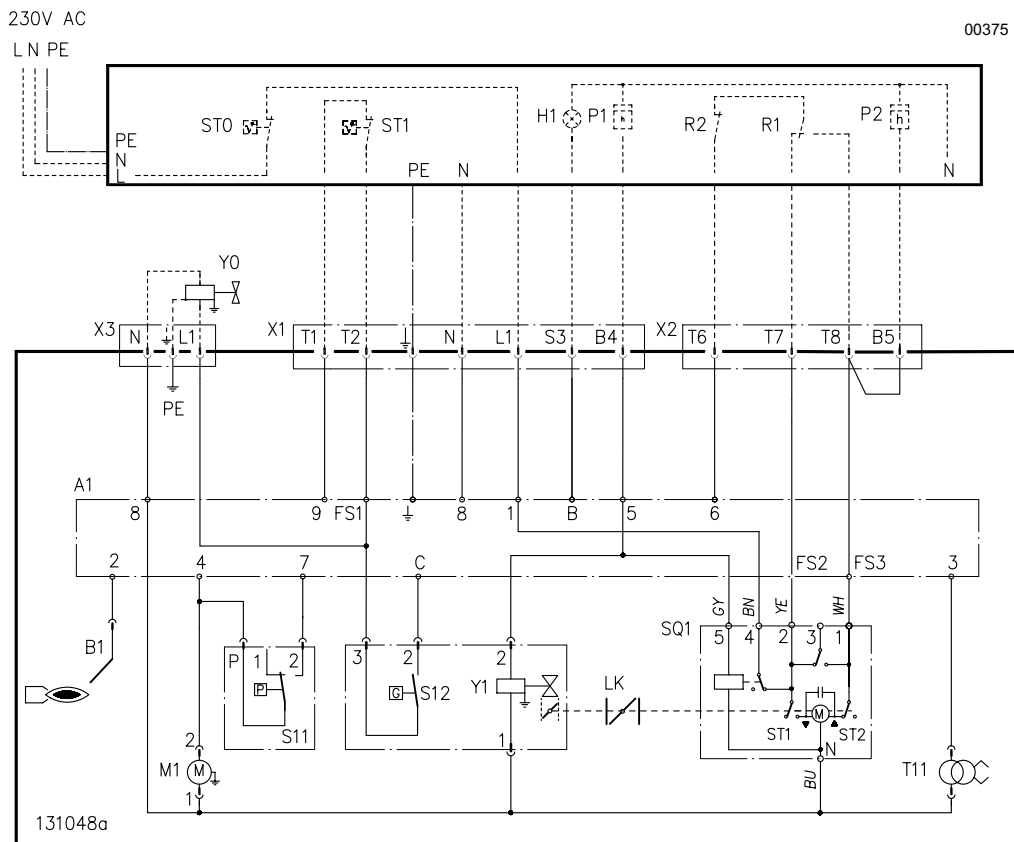 230V AC
00375
L N PE
PE
N
L
ST0
ST1
H1
P1
h
R2
R1
P2
h
PE
N
N
Y0
X3
N
L1
X1
T1
T2
N
L1
S3
B4
X2
T6
T7
T8
B5
PE
A1
8
9
FS1
8
1
B
5
6
2
4
7
C
FS2
FS3
3
GY
BN
YE
WH
B1
SQ1
5
4
2
3
1
P
1
2
P
S11
3
2
G
S12
2
Y1
1
LK
M
ST1
ST2
N
BU
2
M1
M
1
T11
131048a